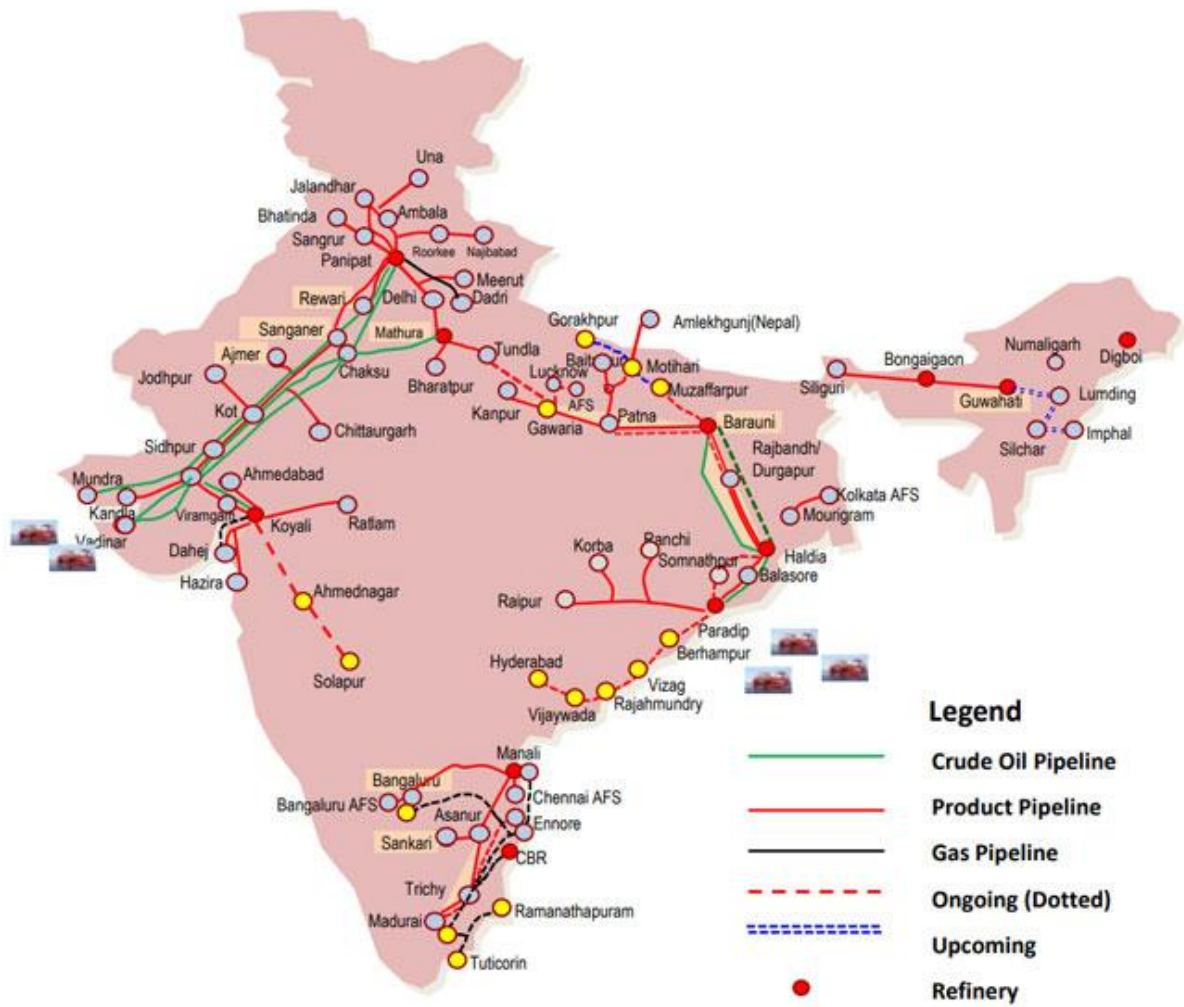 Una
Jalandhar
Bhatinda
Ambala
Sangrur
Roorkee
Najibabad
Panipat
Meerut
Rewari
Delhi
Dadri
Sanganer
Mathura
Gorakhpur
Amlekhgunj(Nepal)
Ajmer
Tundla
Motihari
Jodhpur
Chaksu
Bharatpur
Lucknow
AFS
Muzaffarpur
Kot
Kanpur
Gawaria
Patna
Barauni
Chittaurgarh
Siliguri
Bongaigaon
Numaligarh
Digboi
Guwahati
Lumding
Silchar
Imphal
Sidhpur
Rajbandh/
Durgapur
Mundra
Ahmedabad
Kandla
Viramgam
Koyali
Ratlam
Kolkata AFS
Mourigram
Vadinar
Dahej
Hazira
Korba
Ranchi
Somnathpur
Haldia
Balasore
Ahmednagar
Raipur
Paradip
Berhampur
Solapur
Hyderabad
Vizag
Rajahmundry
Vijaywada
Manali
Bangaluru
Bangaluru AFS
Chennai AFS
Asanur
Ennore
Sankari
CBR
Trichy
Madurai
Ramanathapuram
Tuticorin
Legend
Crude Oil Pipeline
Product Pipeline
Gas Pipeline
Ongoing (Dotted)
Upcoming
Refinery